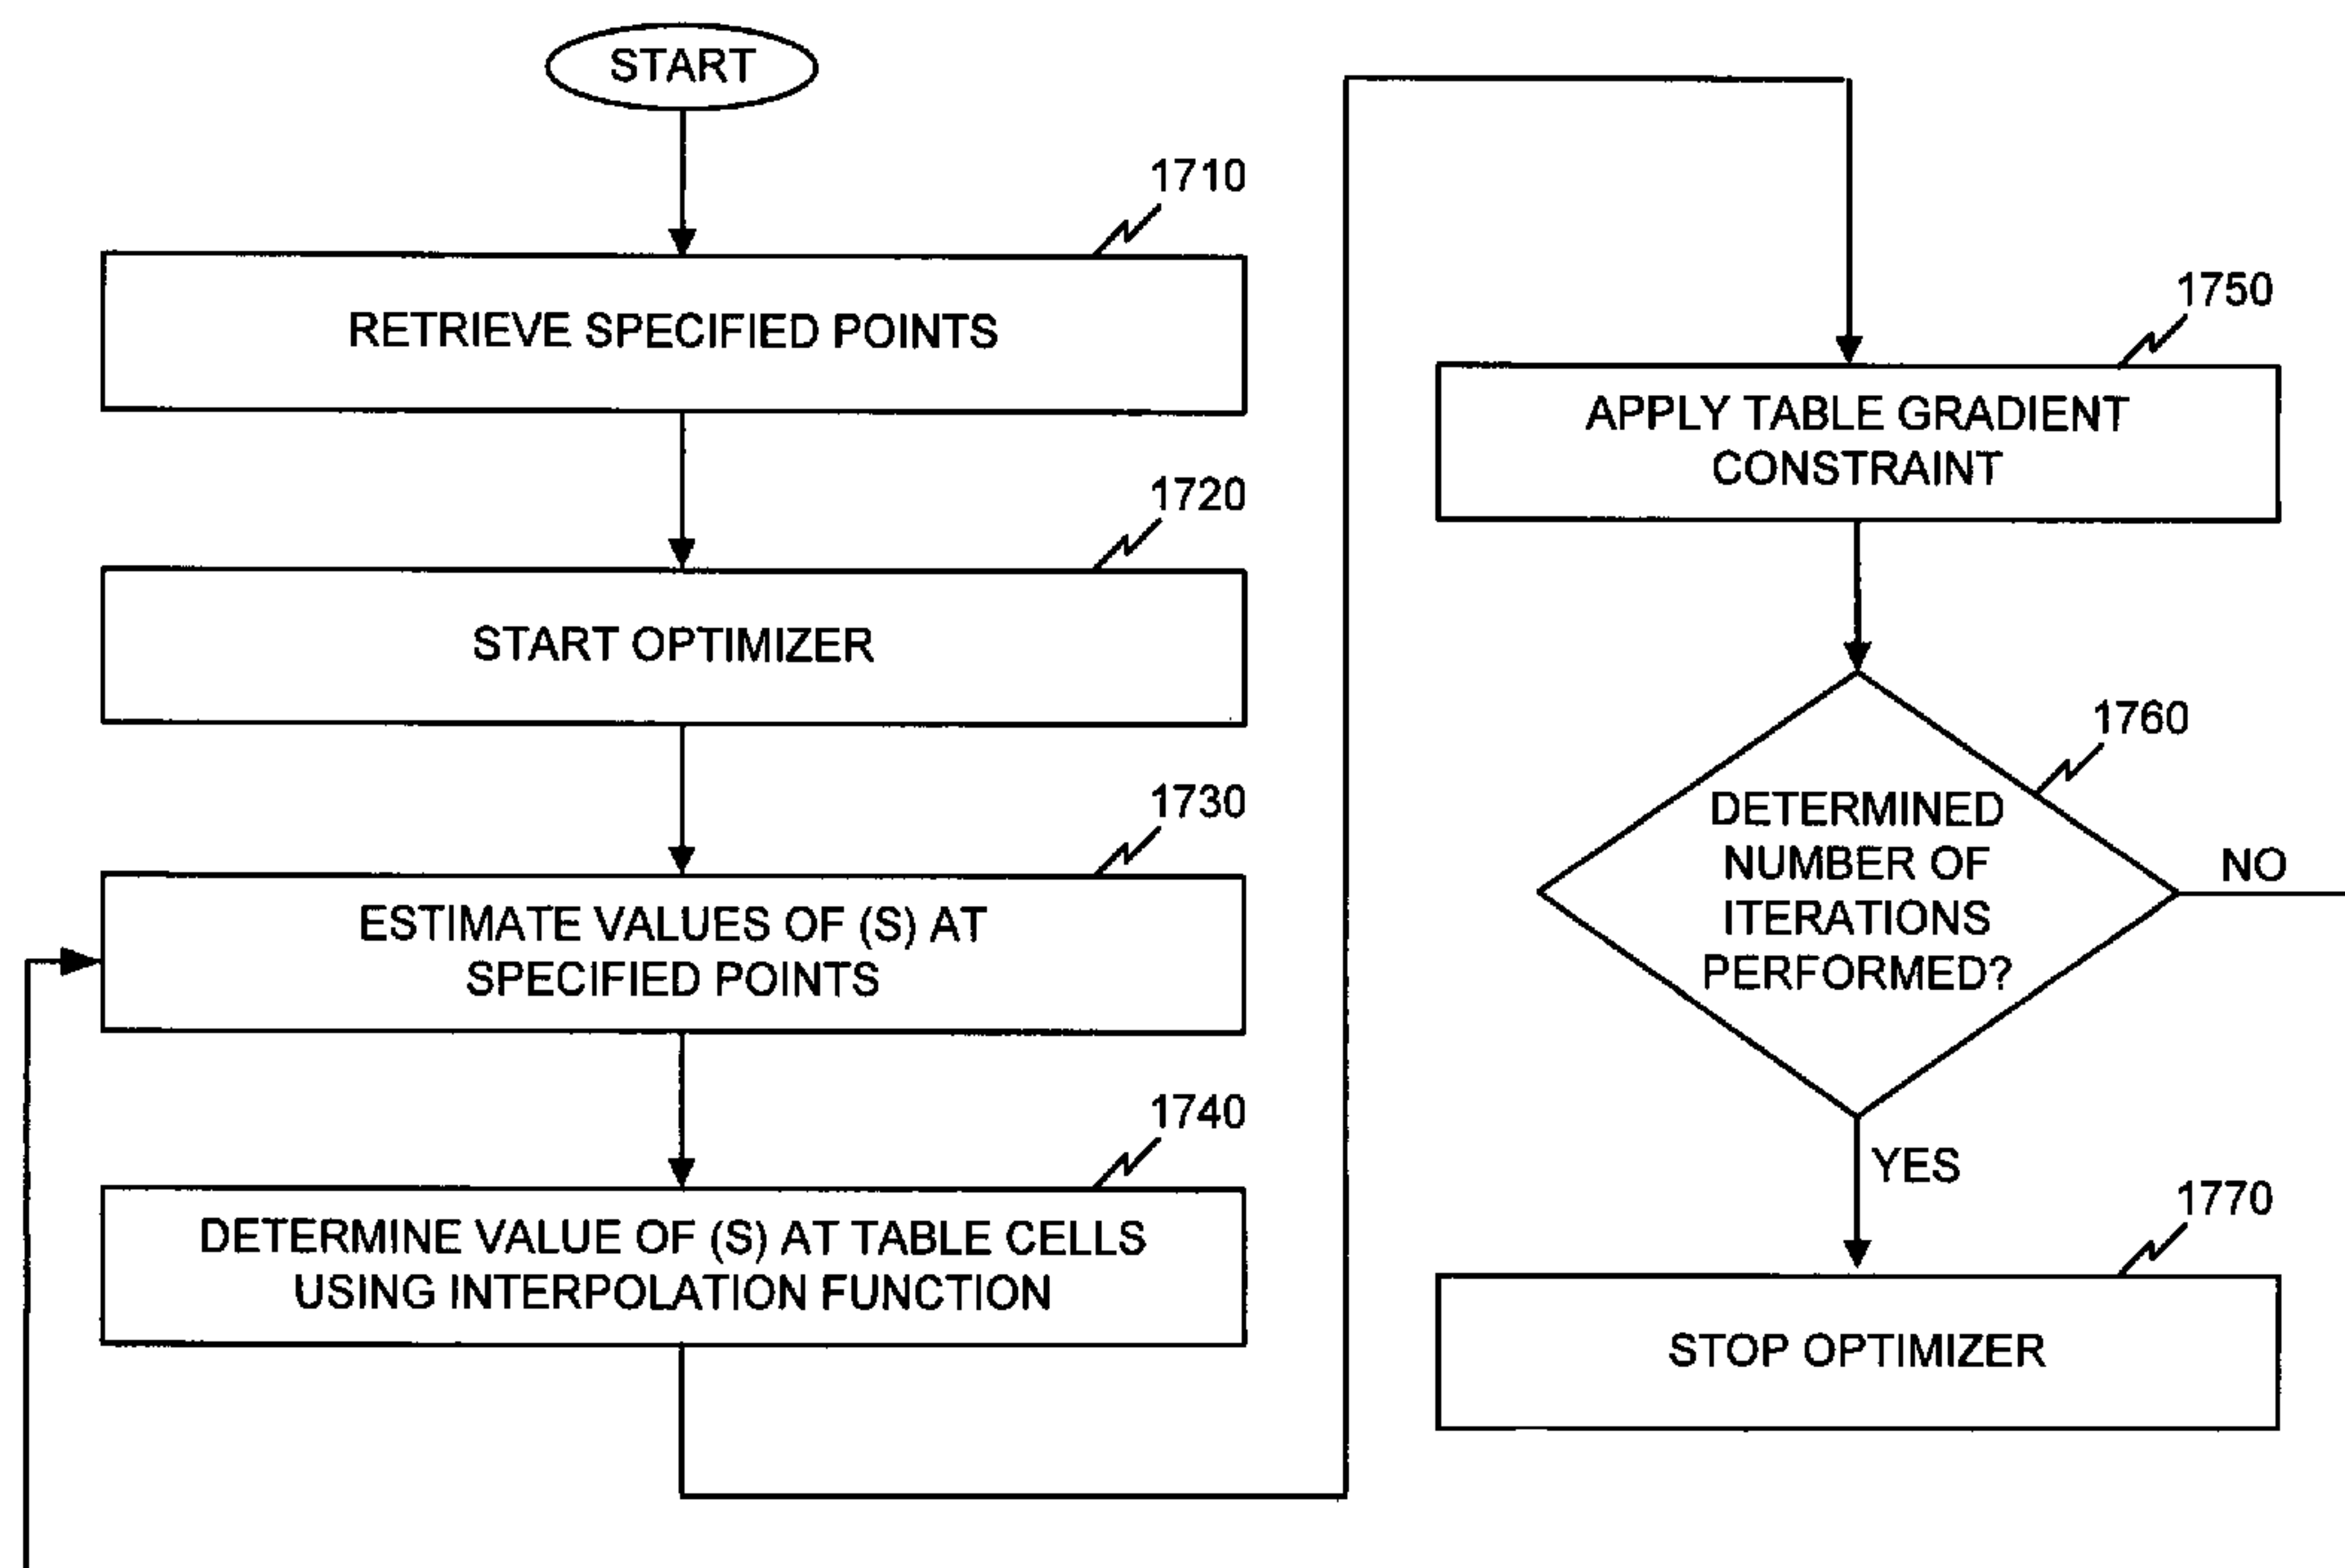 START
1710
RETRIEVE SPECIFIED POINTS
1720
START OPTIMIZER
1730
ESTIMATE VALUES OF (S) AT
SPECIFIED POINTS
1740
DETERMINE VALUE OF (S) AT TABLE CELLS
USING INTERPOLATION FUNCTION
1750
APPLY TABLE GRADIENT
CONSTRAINT
1760
DETERMINED
NUMBER OF
ITERATIONS
PERFORMED?
NO
YES
1770
STOP OPTIMIZER